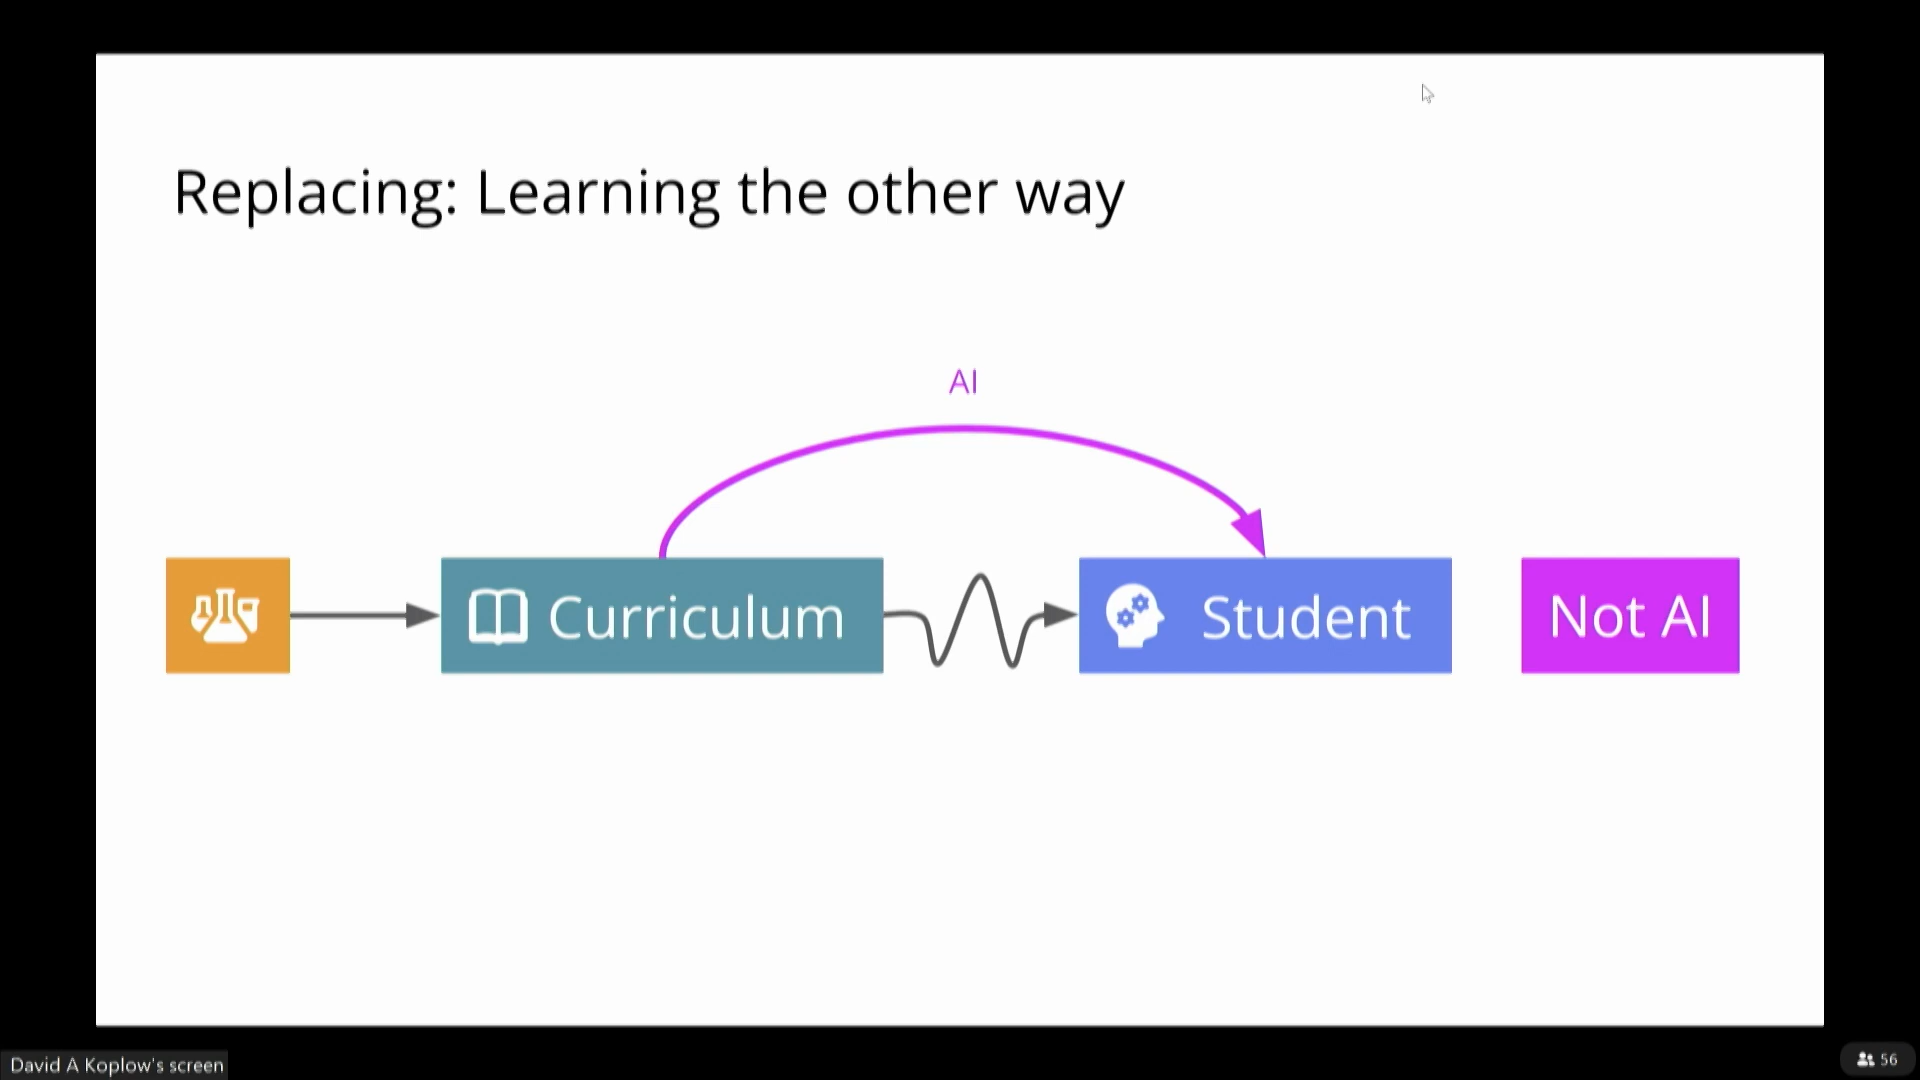 Replacing: Learning the other way
AI
Curriculum
Student
Not AI
David A Koplow's screen
56